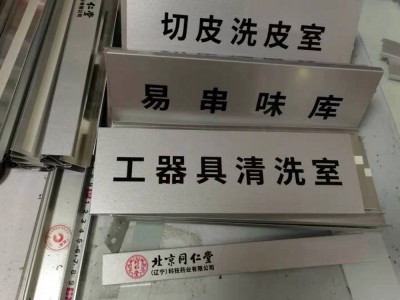 切皮洗皮室
易串味库
工器具清洗室
北京同仁堂
(辽宁)科技药业有限公司